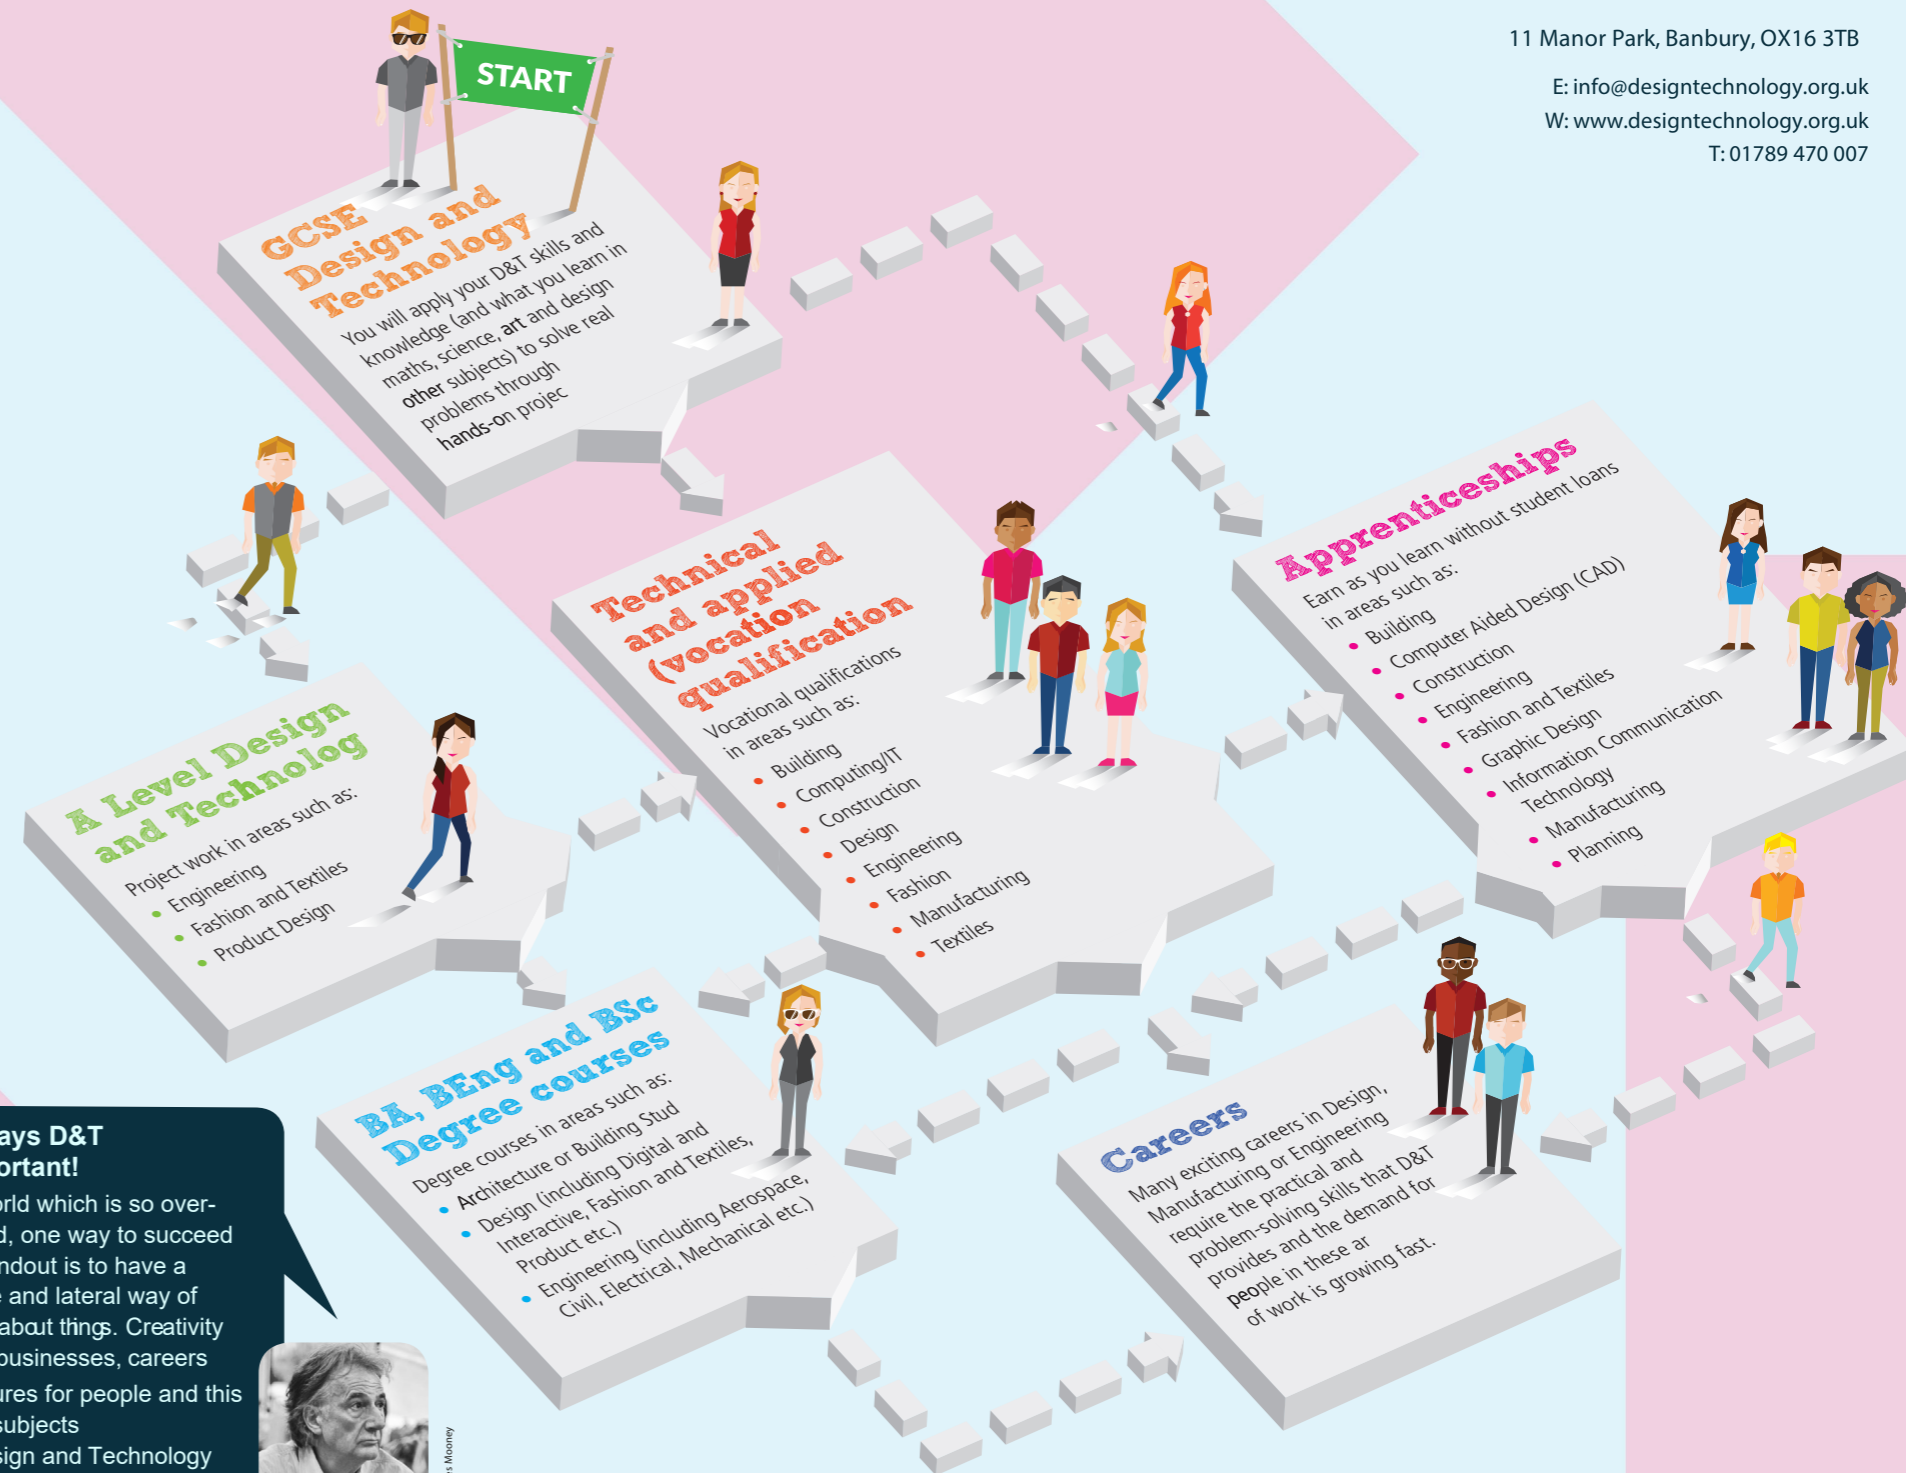 11 Manor Park, Banbury, OX16 3TB
E: info@designtechnology.org.uk
W: www.designtechnology.org.uk
T: 01789 470 007
START
GCSE
Design and
Technology
You will apply your D&T skills and
knowledge (and what you learn in
maths, science, art and design
other subjects) to solve real
problems through
hands-on projec
Technical
and applied
(vocation
qualification
Vocational qualifications
in areas such as:
• Building
• Computing/IT
• Construction
• Design
• Engineering
• Fashion
• Manufacturing
• Textiles
Apprenticeships
Earn as you learn without student loans
in areas such as:
• Building
• Computer Aided Design (CAD)
• Construction
• Engineering
• Fashion and Textiles
• Graphic Design
• Information Communication
Technology
• Manufacturing
• Planning
A Level Design
and Technolog
Project work in areas such as:
• Engineering
• Fashion and Textiles
• Product Design
BA, BEng and BSc
Degree courses
Degree courses in areas such as:
• Architecture or Building Stud
• Design (including Digital and
Interactive, Fashion and Textiles,
Product etc.)
• Engineering (including Aerospace,
Civil, Electrical, Mechanical etc.)
Careers
Many exciting careers in Design,
Manufacturing or Engineering
require the practical and
problem-solving skills that D&T
provides and the demand for
people in these ar
of work is growing fast.
ays D&T
ortant!
orld which is so over-
d, one way to succeed
ndout is to have a
e and lateral way of
about things. Creativity
businesses, careers
ures for people and this
subjects
sign and Technology
s Mooney